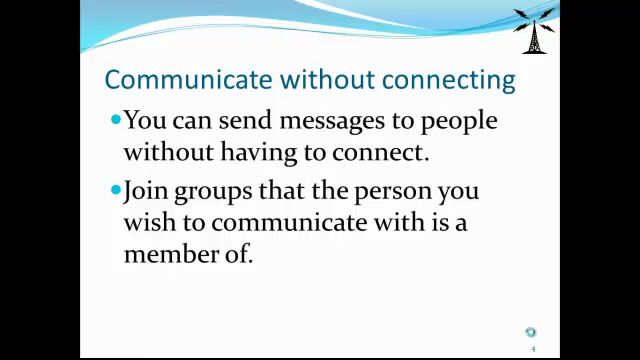 Communicate without connecting
•You can send messages to people
without having to connect.
•Join groups that the person you
wish to communicate with is a
member of.
4